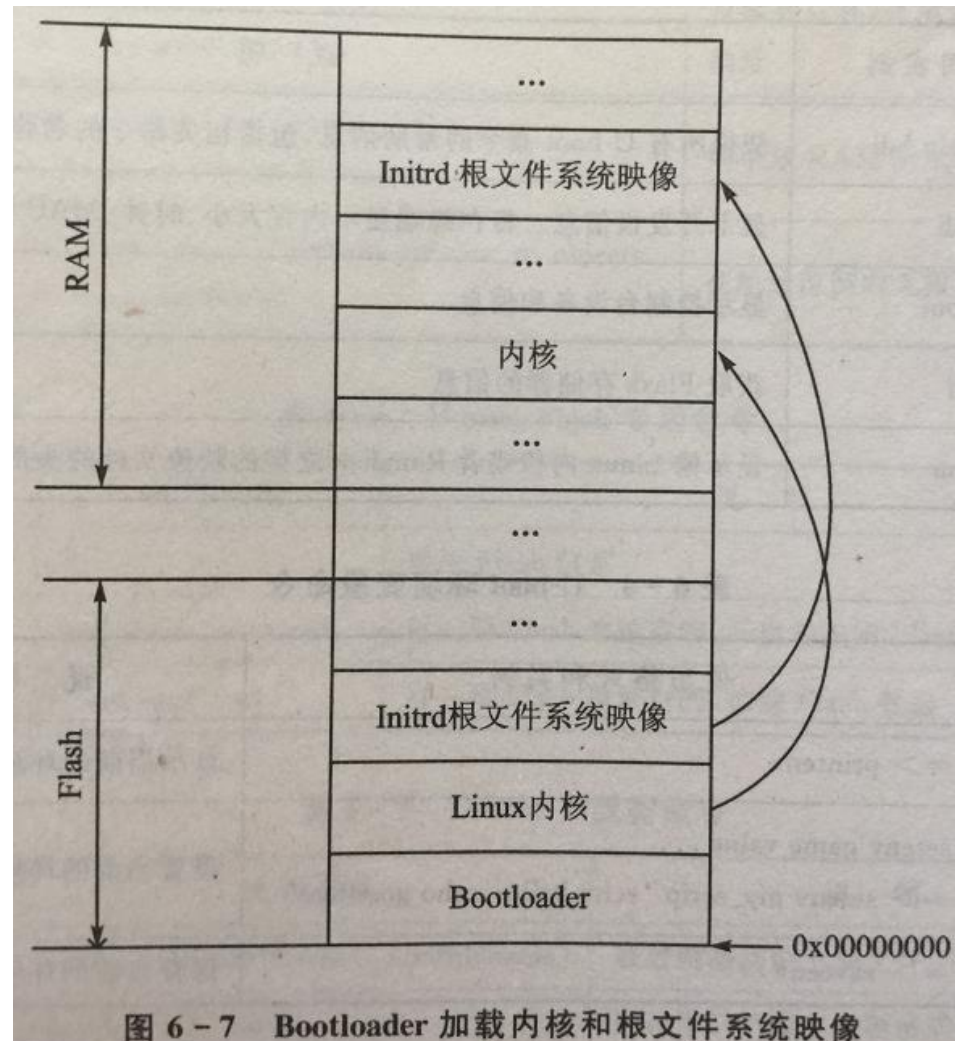 ...
Initrd 根文件系统映像
...
内核
...
RAM
...
...
Initrd根文件系统映像
Linux内核
Bootloader
Flash
0x00000000
图 6-7 Bootloader 加载内核和根文件系统映像